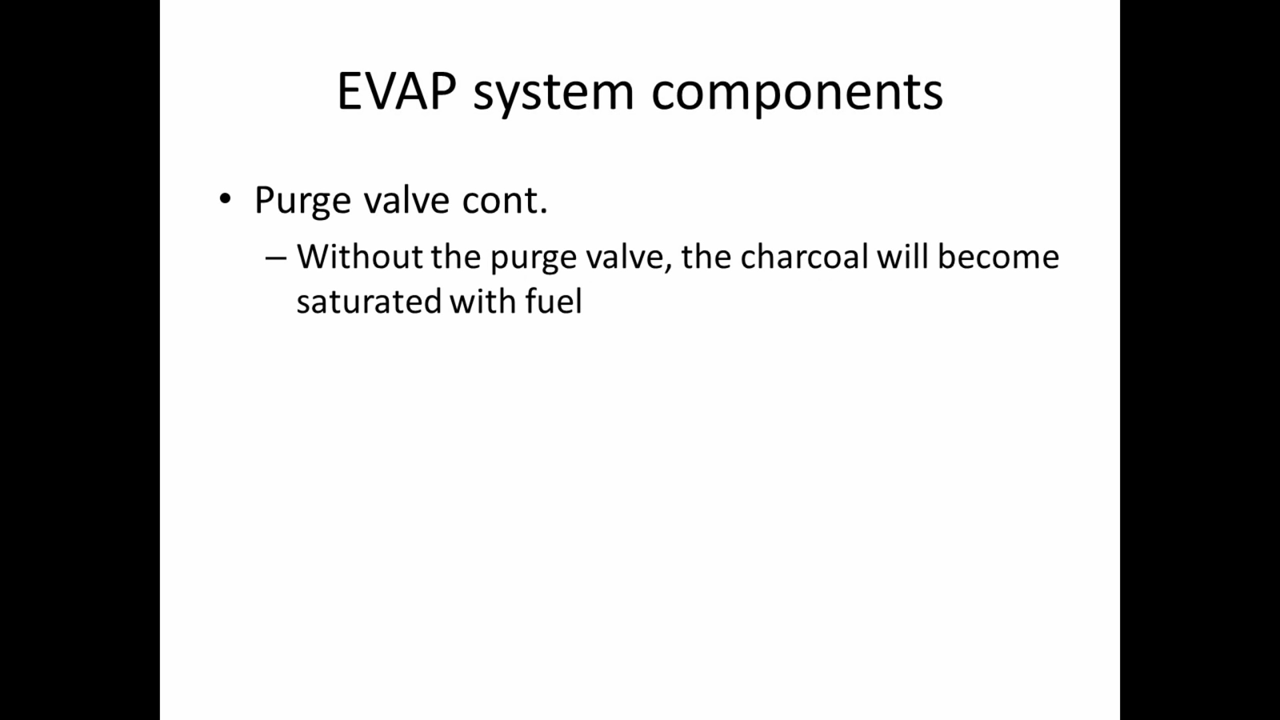 EVAP system components
• Purge valve cont.
– Without the purge valve, the charcoal will become
saturated with fuel